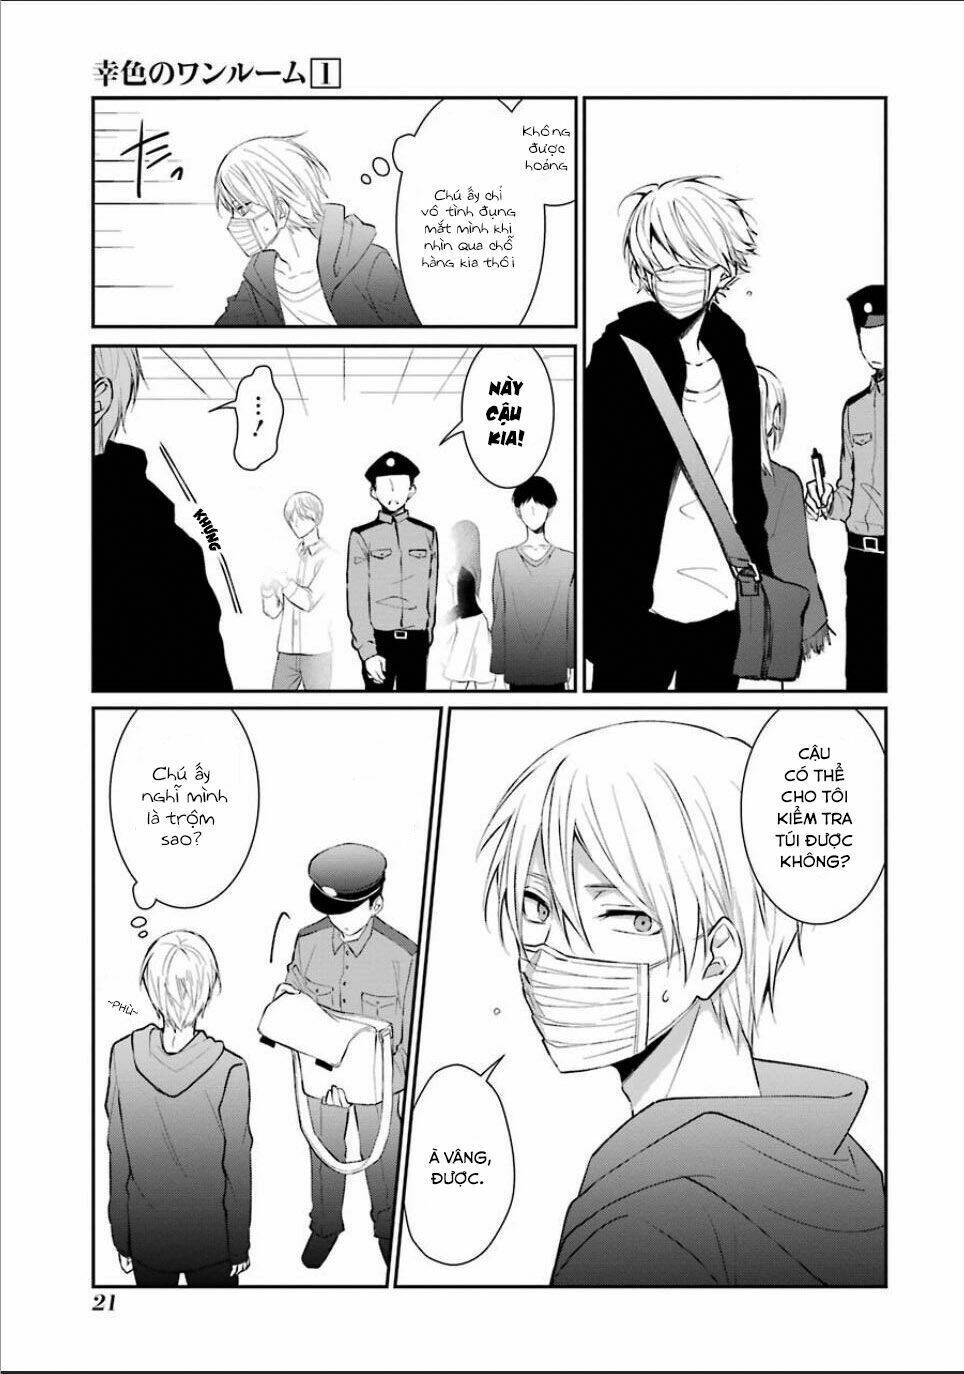 幸色のワンルーム 1
Không
được
hoảng
Chú ấy chỉ
vô tình đụng
mắt mình khi
nhìn qua chỗ
hàng kia thôi
NÀY
CẬU
KIA!
...!
KHỰNG
CẬU
CÓ THỂ
CHO TÔI
KIỂM TRA
TÚI ĐƯỢC
KHÔNG?
À VÂNG,
ĐƯỢC.
Chú ấy
nghĩ mình
là trộm
sao?
~PHÙ~
21